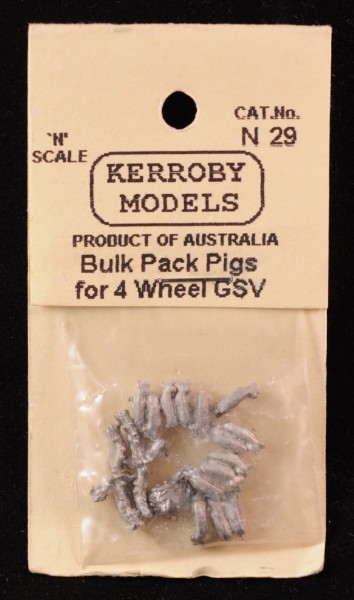 CAT.No.
N 29
`N'
SCALE
KERROBY
MODELS
PRODUCT OF AUSTRALIA
Bulk Pack Pigs
for 4 Wheel GSV